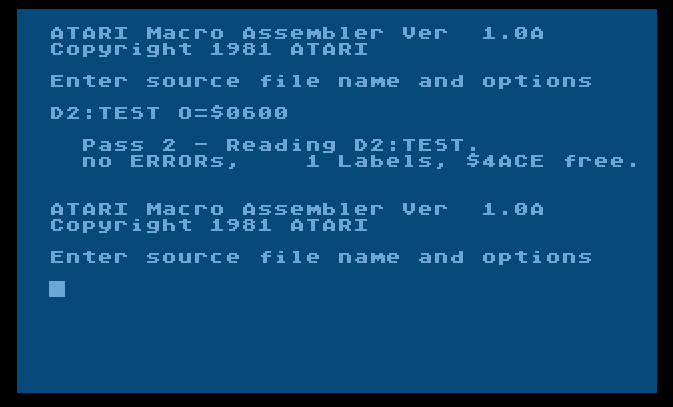 ATARI Macro Assembler Ver  1.0A
Copyright 1981 ATARI
Enter source file name and options
D2:TEST O=$0600
Pass 2 - Reading D2:TEST.
no ERRORs,    1 Labels, $4ACE free.
ATARI Macro Assembler Ver  1.0A
Copyright 1981 ATARI
Enter source file name and options